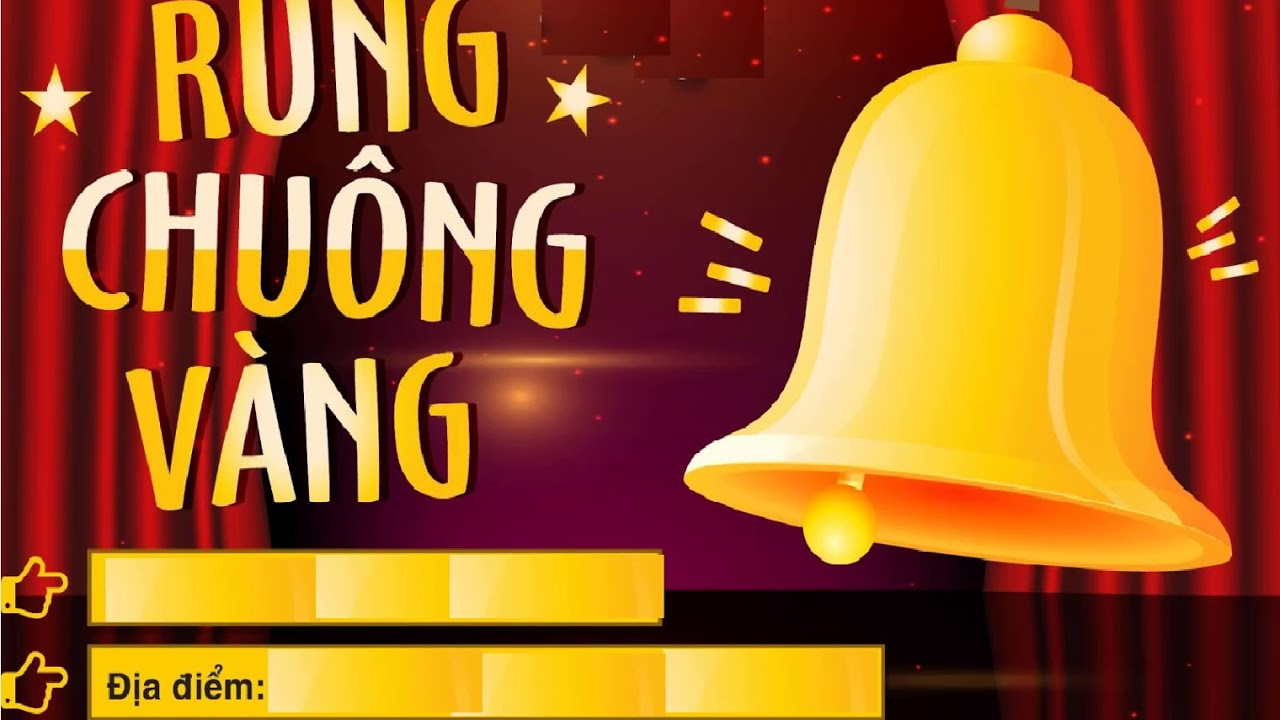 RUNG
CHUÔNG
VÀNG
Địa điểm: